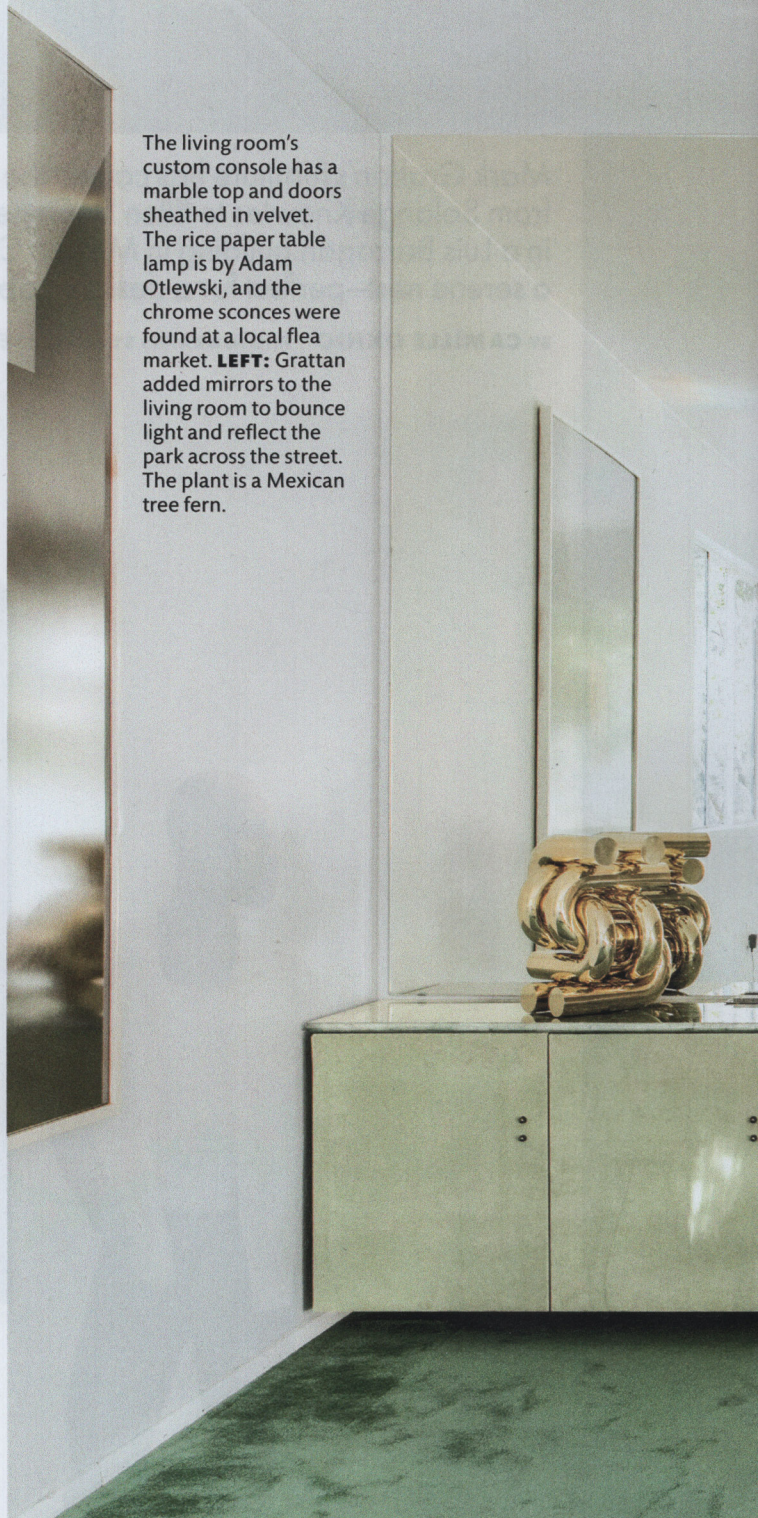 The living room's
custom console has a
marble top and doors
sheathed in velvet.
The rice paper table
lamp is by Adam
Otlewski, and the
chrome sconces were
found at a local flea
market. LEFT: Grattan
added mirrors to the
living room to bounce
light and reflect the
park across the street.
The plant is a Mexican
tree fern.